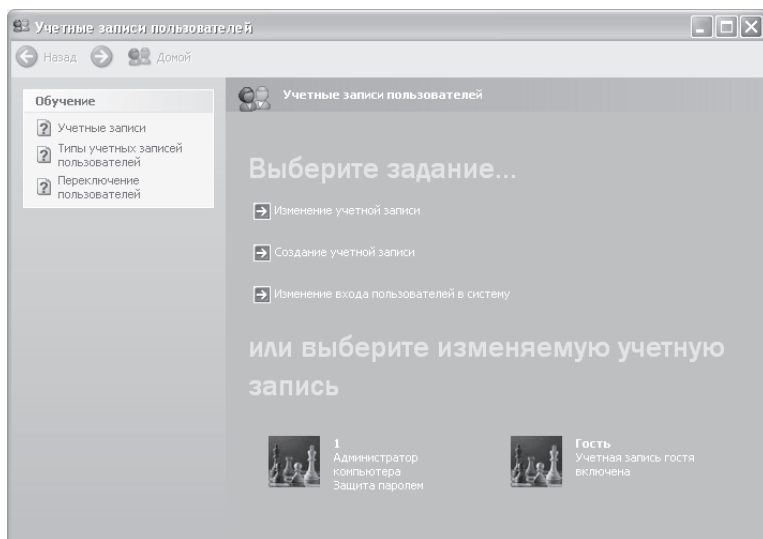 Учетные записи пользователей
Назад
Домой
Обучение
Учетные записи
Типы учетных записей
пользователей
Переключение
пользователей
Учетные записи пользователей
Выберите задание...
Изменение учетной записи
Создание учетной записи
Изменение входа пользователей в систему
или выберите изменяемую учетную
запись
1
Администратор
компьютера
Защита паролем
Гость
Учетная запись гостя
включена